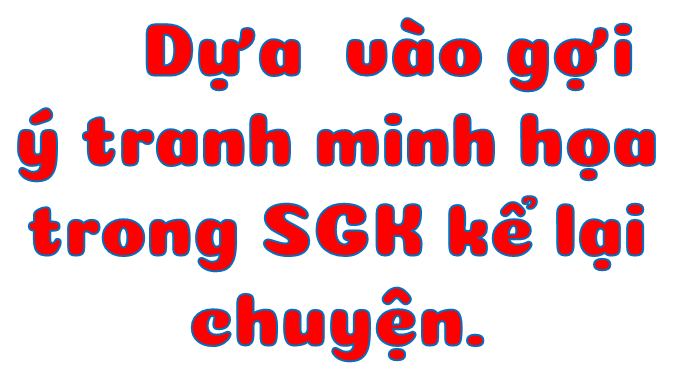 Dựa vào gợi
ý tranh minh họa
trong SGK kể lại
chuyện.